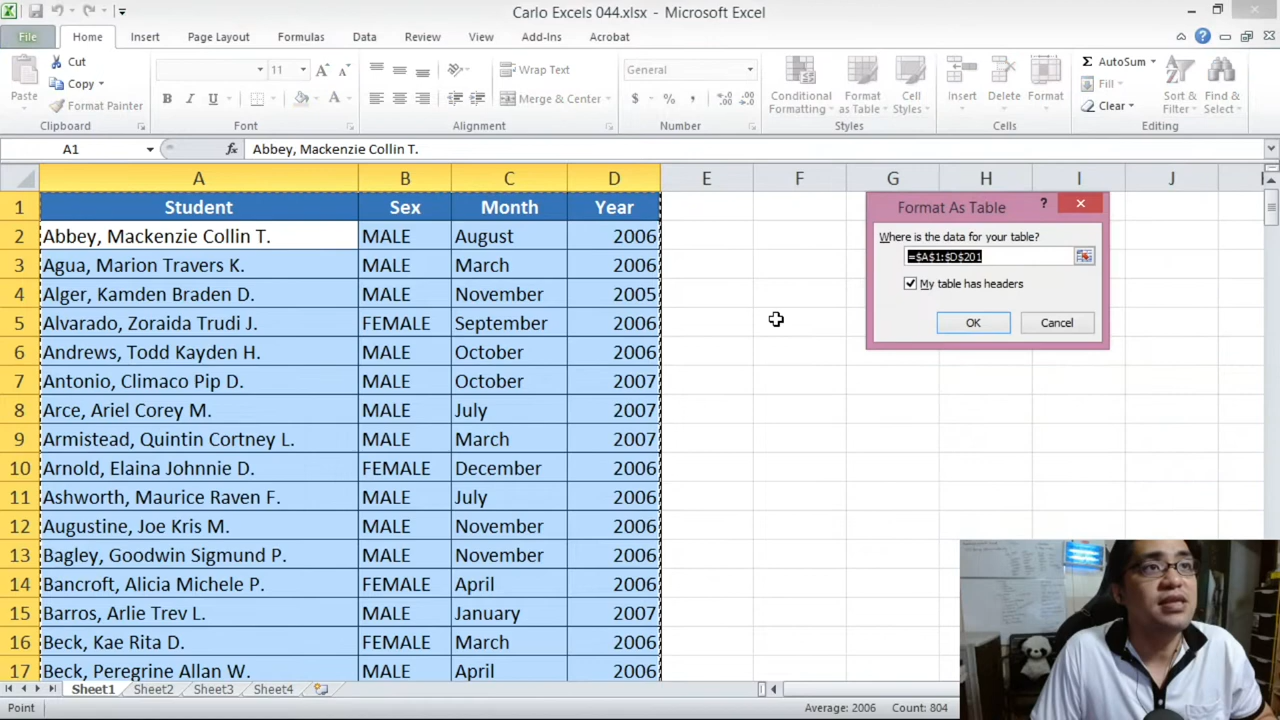 Carlo Excels 044.xlsx - Microsoft Excel
File Home Insert Page Layout Formulas Data Review View Add-Ins Acrobat
Paste
Cut
Copy
Format Painter
Clipboard
11
B I U
Font
Wrap Text
Merge & Center
Alignment
General
$ % ,
Number
Conditional Formatting
Format as Table
Cell Styles
Styles
Insert
Delete
Format
Cells
AutoSum
Fill
Clear
Sort & Filter
Find & Select
Editing
A1 fx Abbey, Mackenzie Collin T.
A B C D E F G H I J
1 Student Sex Month Year
2 Abbey, Mackenzie Collin T. MALE August 2006
3 Agua, Marion Travers K. MALE March 2006
4 Alger, Kamden Braden D. MALE November 2005
5 Alvarado, Zoraida Trudi J. FEMALE September 2006
6 Andrews, Todd Kayden H. MALE October 2006
7 Antonio, Climaco Pip D. MALE October 2007
8 Arce, Ariel Corey M. MALE July 2007
9 Armistead, Quintin Cortney L. MALE March 2007
10 Arnold, Elaina Johnnie D. FEMALE December 2006
11 Ashworth, Maurice Raven F. MALE July 2006
12 Augustine, Joe Kris M. MALE November 2006
13 Bagley, Goodwin Sigmund P. MALE November 2006
14 Bancroft, Alicia Michele P. FEMALE April 2006
15 Barros, Arlie Trev L. MALE January 2007
16 Beck, Kae Rita D. FEMALE March 2006
17 Beck, Peregrine Allan W. MALE April 2006
Format As Table ?
Where is the data for your table?
=$A$1:$D$201
My table has headers
OK Cancel
Sheet1 Sheet2 Sheet3 Sheet4
Point Average: 2006 Count: 804